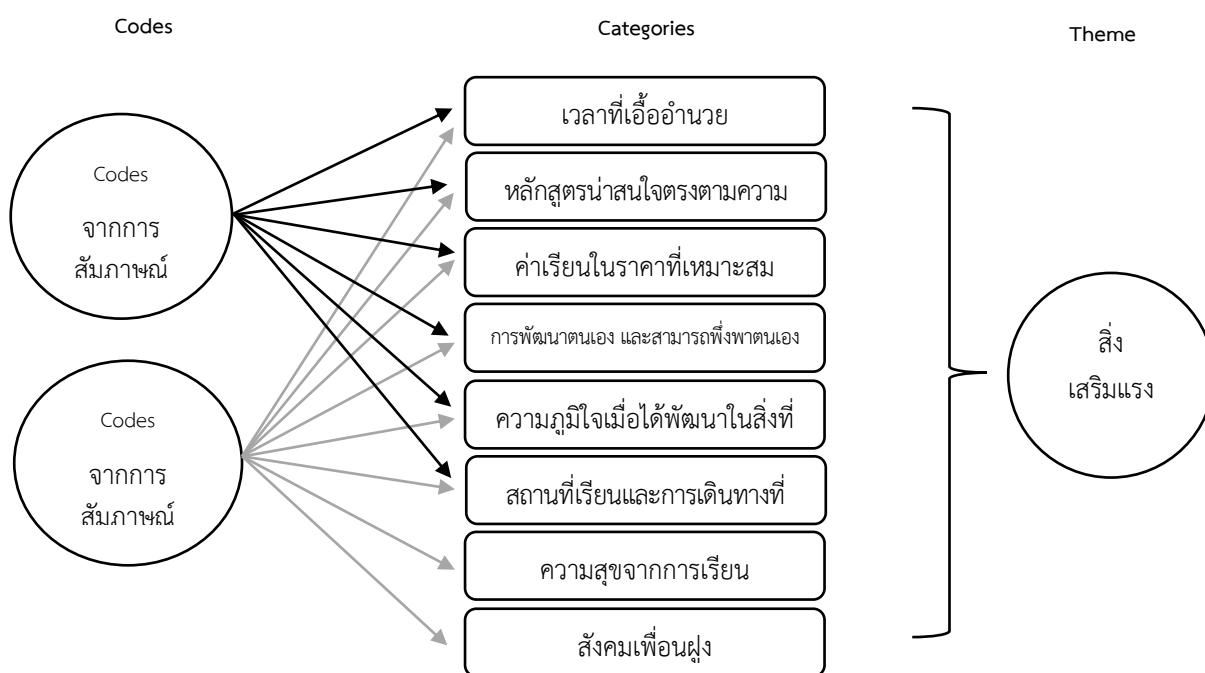 Codes
Categories
Theme
Codes
จากการ
สัมภาษณ์
Codes
จากการ
สัมภาษณ์
เวลาที่เอื้ออำนวย
หลักสูตรน่าสนใจตรงตามความ
ค่าเรียนในราคาที่เหมาะสม
การพัฒนาตนเอง และสามารถพึ่งพาตนเอง
ความภูมิใจเมื่อได้พัฒนาในสิ่งที่
สถานที่เรียนและการเดินทางที่
ความสุขจากการเรียน
สังคมเพื่อนฝูง
สิ่ง
เสริมแรง